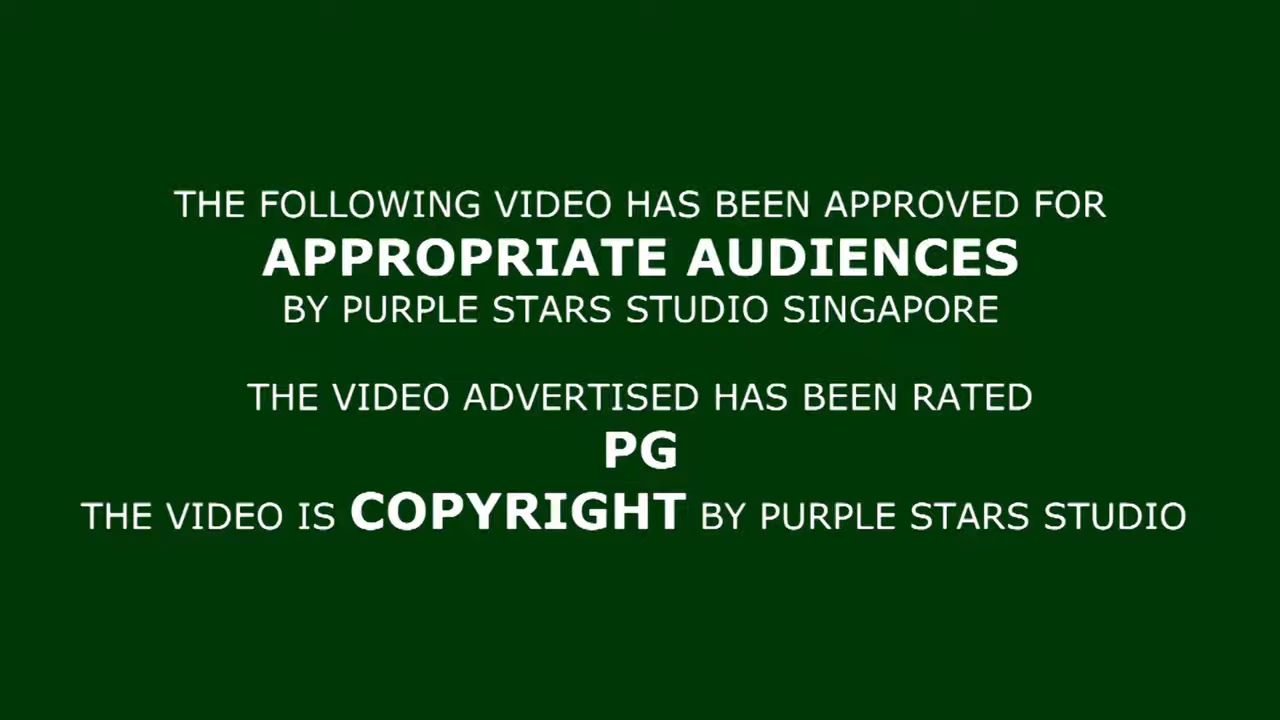 THE FOLLOWING VIDEO HAS BEEN APPROVED FOR
APPROPRIATE AUDIENCES
BY PURPLE STARS STUDIO SINGAPORE
THE VIDEO ADVERTISED HAS BEEN RATED
PG
THE VIDEO IS COPYRIGHT BY PURPLE STARS STUDIO